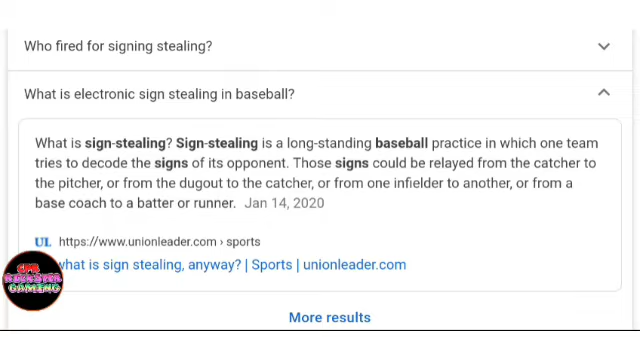 Who fired for signing stealing?
What is electronic sign stealing in baseball?
What is sign-stealing? Sign-stealing is a long-standing baseball practice in which one team
tries to decode the signs of its opponent. Those signs could be relayed from the catcher to
the pitcher, or from the dugout to the catcher, or from one infielder to another, or from a
base coach to a batter or runner. Jan 14, 2020
UL https://www.unionleader.com › sports
what is sign stealing, anyway? | Sports | unionleader.com
GAMING
More results